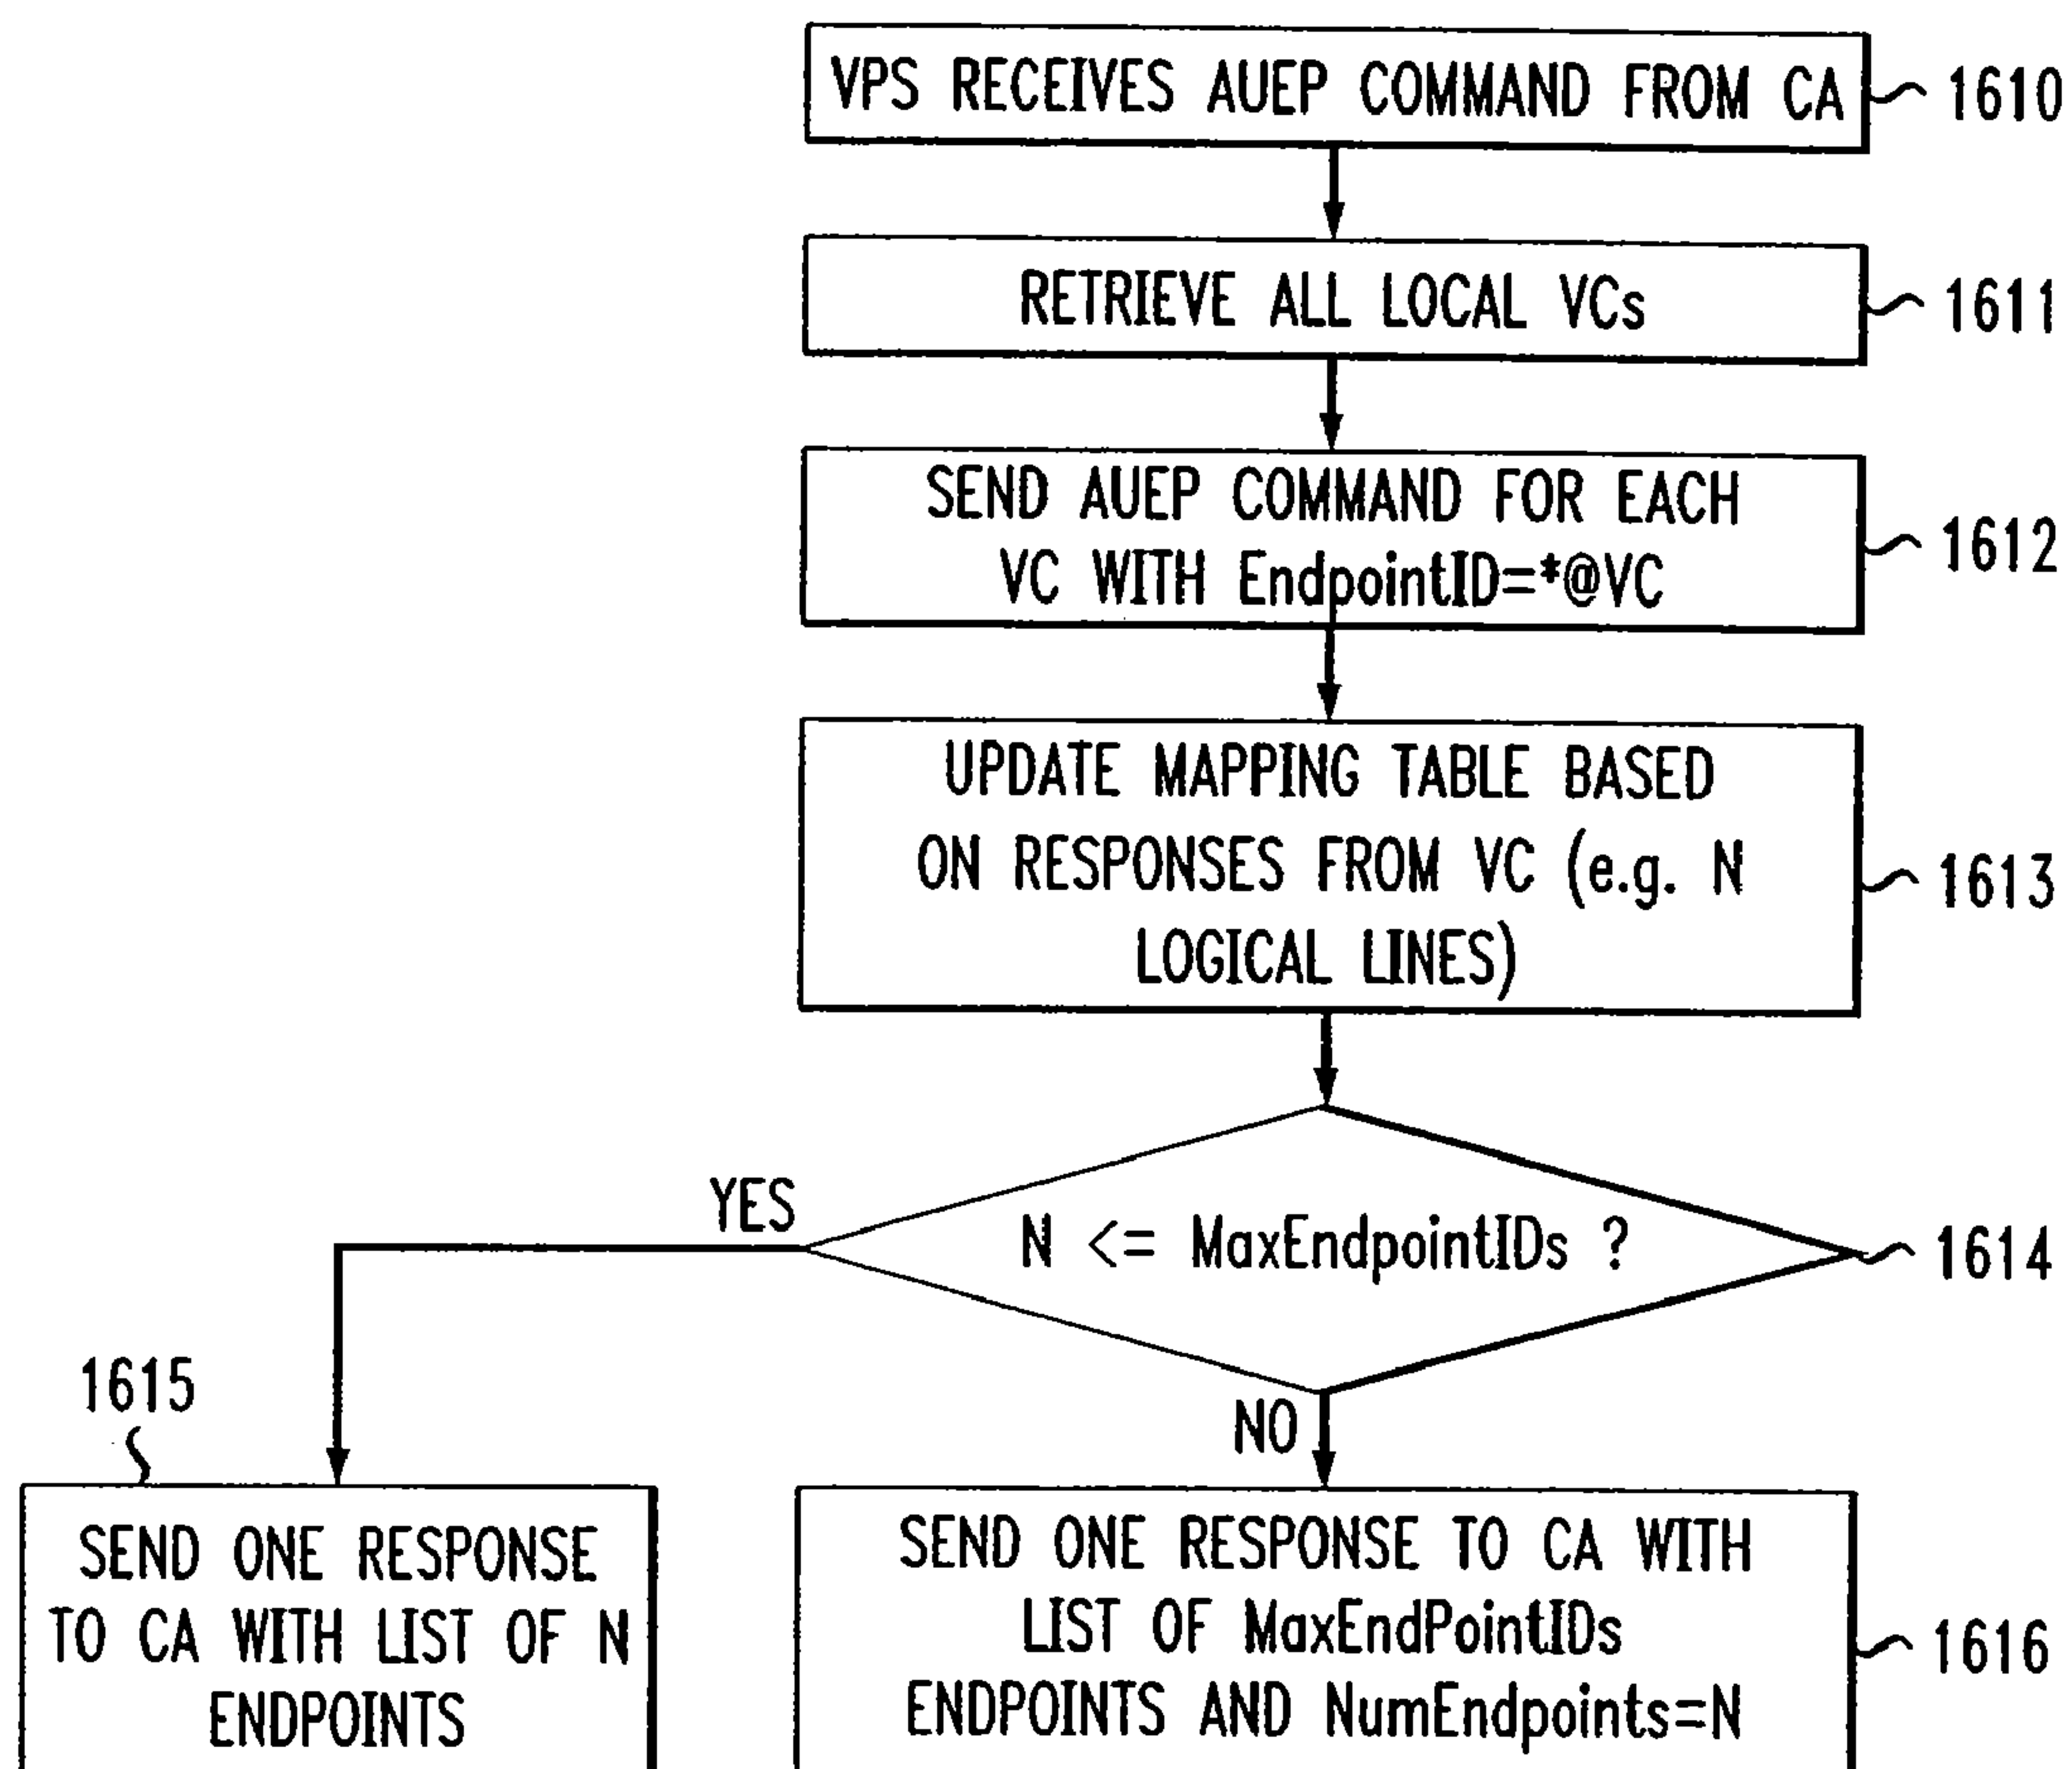 VPS RECEIVES AUEP COMMAND FROM CA
1610
RETRIEVE ALL LOCAL VCs
1611
SEND AUEP COMMAND FOR EACH
VC WITH EndpointID=*@VC
1612
UPDATE MAPPING TABLE BASED
ON RESPONSES FROM VC (e.g. N
LOGICAL LINES)
1613
N <= MaxEndpointIDs ?
1614
YES
NO
1615
SEND ONE RESPONSE
TO CA WITH LIST OF N
ENDPOINTS
SEND ONE RESPONSE TO CA WITH
LIST OF MaxEndPointIDs
ENDPOINTS AND NumEndpoints=N
1616